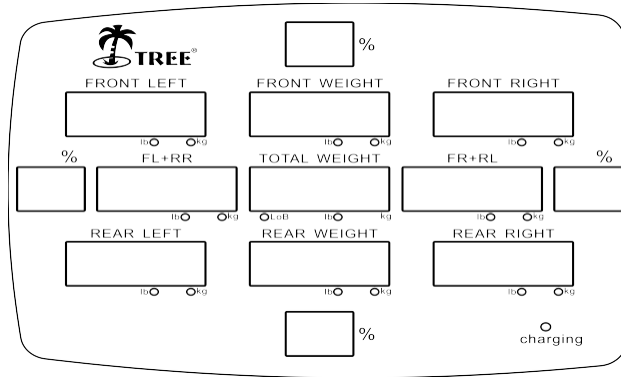 TREE®
%
FRONT LEFT FRONT WEIGHT FRONT RIGHT
lb kg lb kg lb kg
% FL+RR TOTAL WEIGHT FR+RL %
lb kg LoB lb kg lb kg
REAR LEFT REAR WEIGHT REAR RIGHT
lb kg lb kg lb kg
%
charging